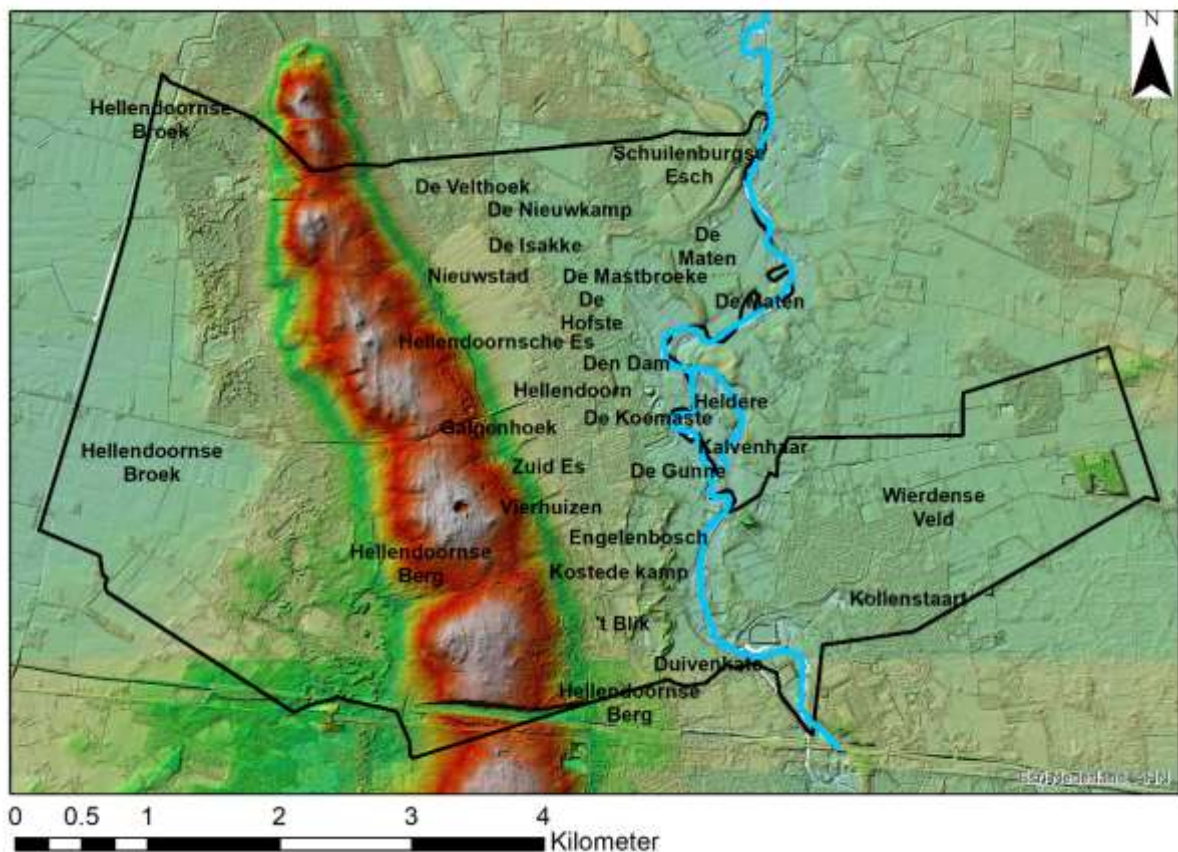 N
Hellendoornse
Broek
Schuilenburgse
Esch
De Velthoek
De Nieuwkamp
De
Maten
De Isakke
Nieuwstad
De Mastbroeke
De
Hofste
De Maten
Hellendoornsche Es
Den Dam
Hellendoorn
Heldere
De Koemaste
Galgonhoek
Kalvenhaar
Hellendoornse
Broek
Zuid Es
De Gunne
Wierdense
Veld
Vierhuizen
Engelenbosch
Hellendoornse
Berg
Kostede kamp
Kollenstaart
't Blik
Duivenkate
Hellendoornse
Berg
0 0.5 1 2 3 4
Kilometer